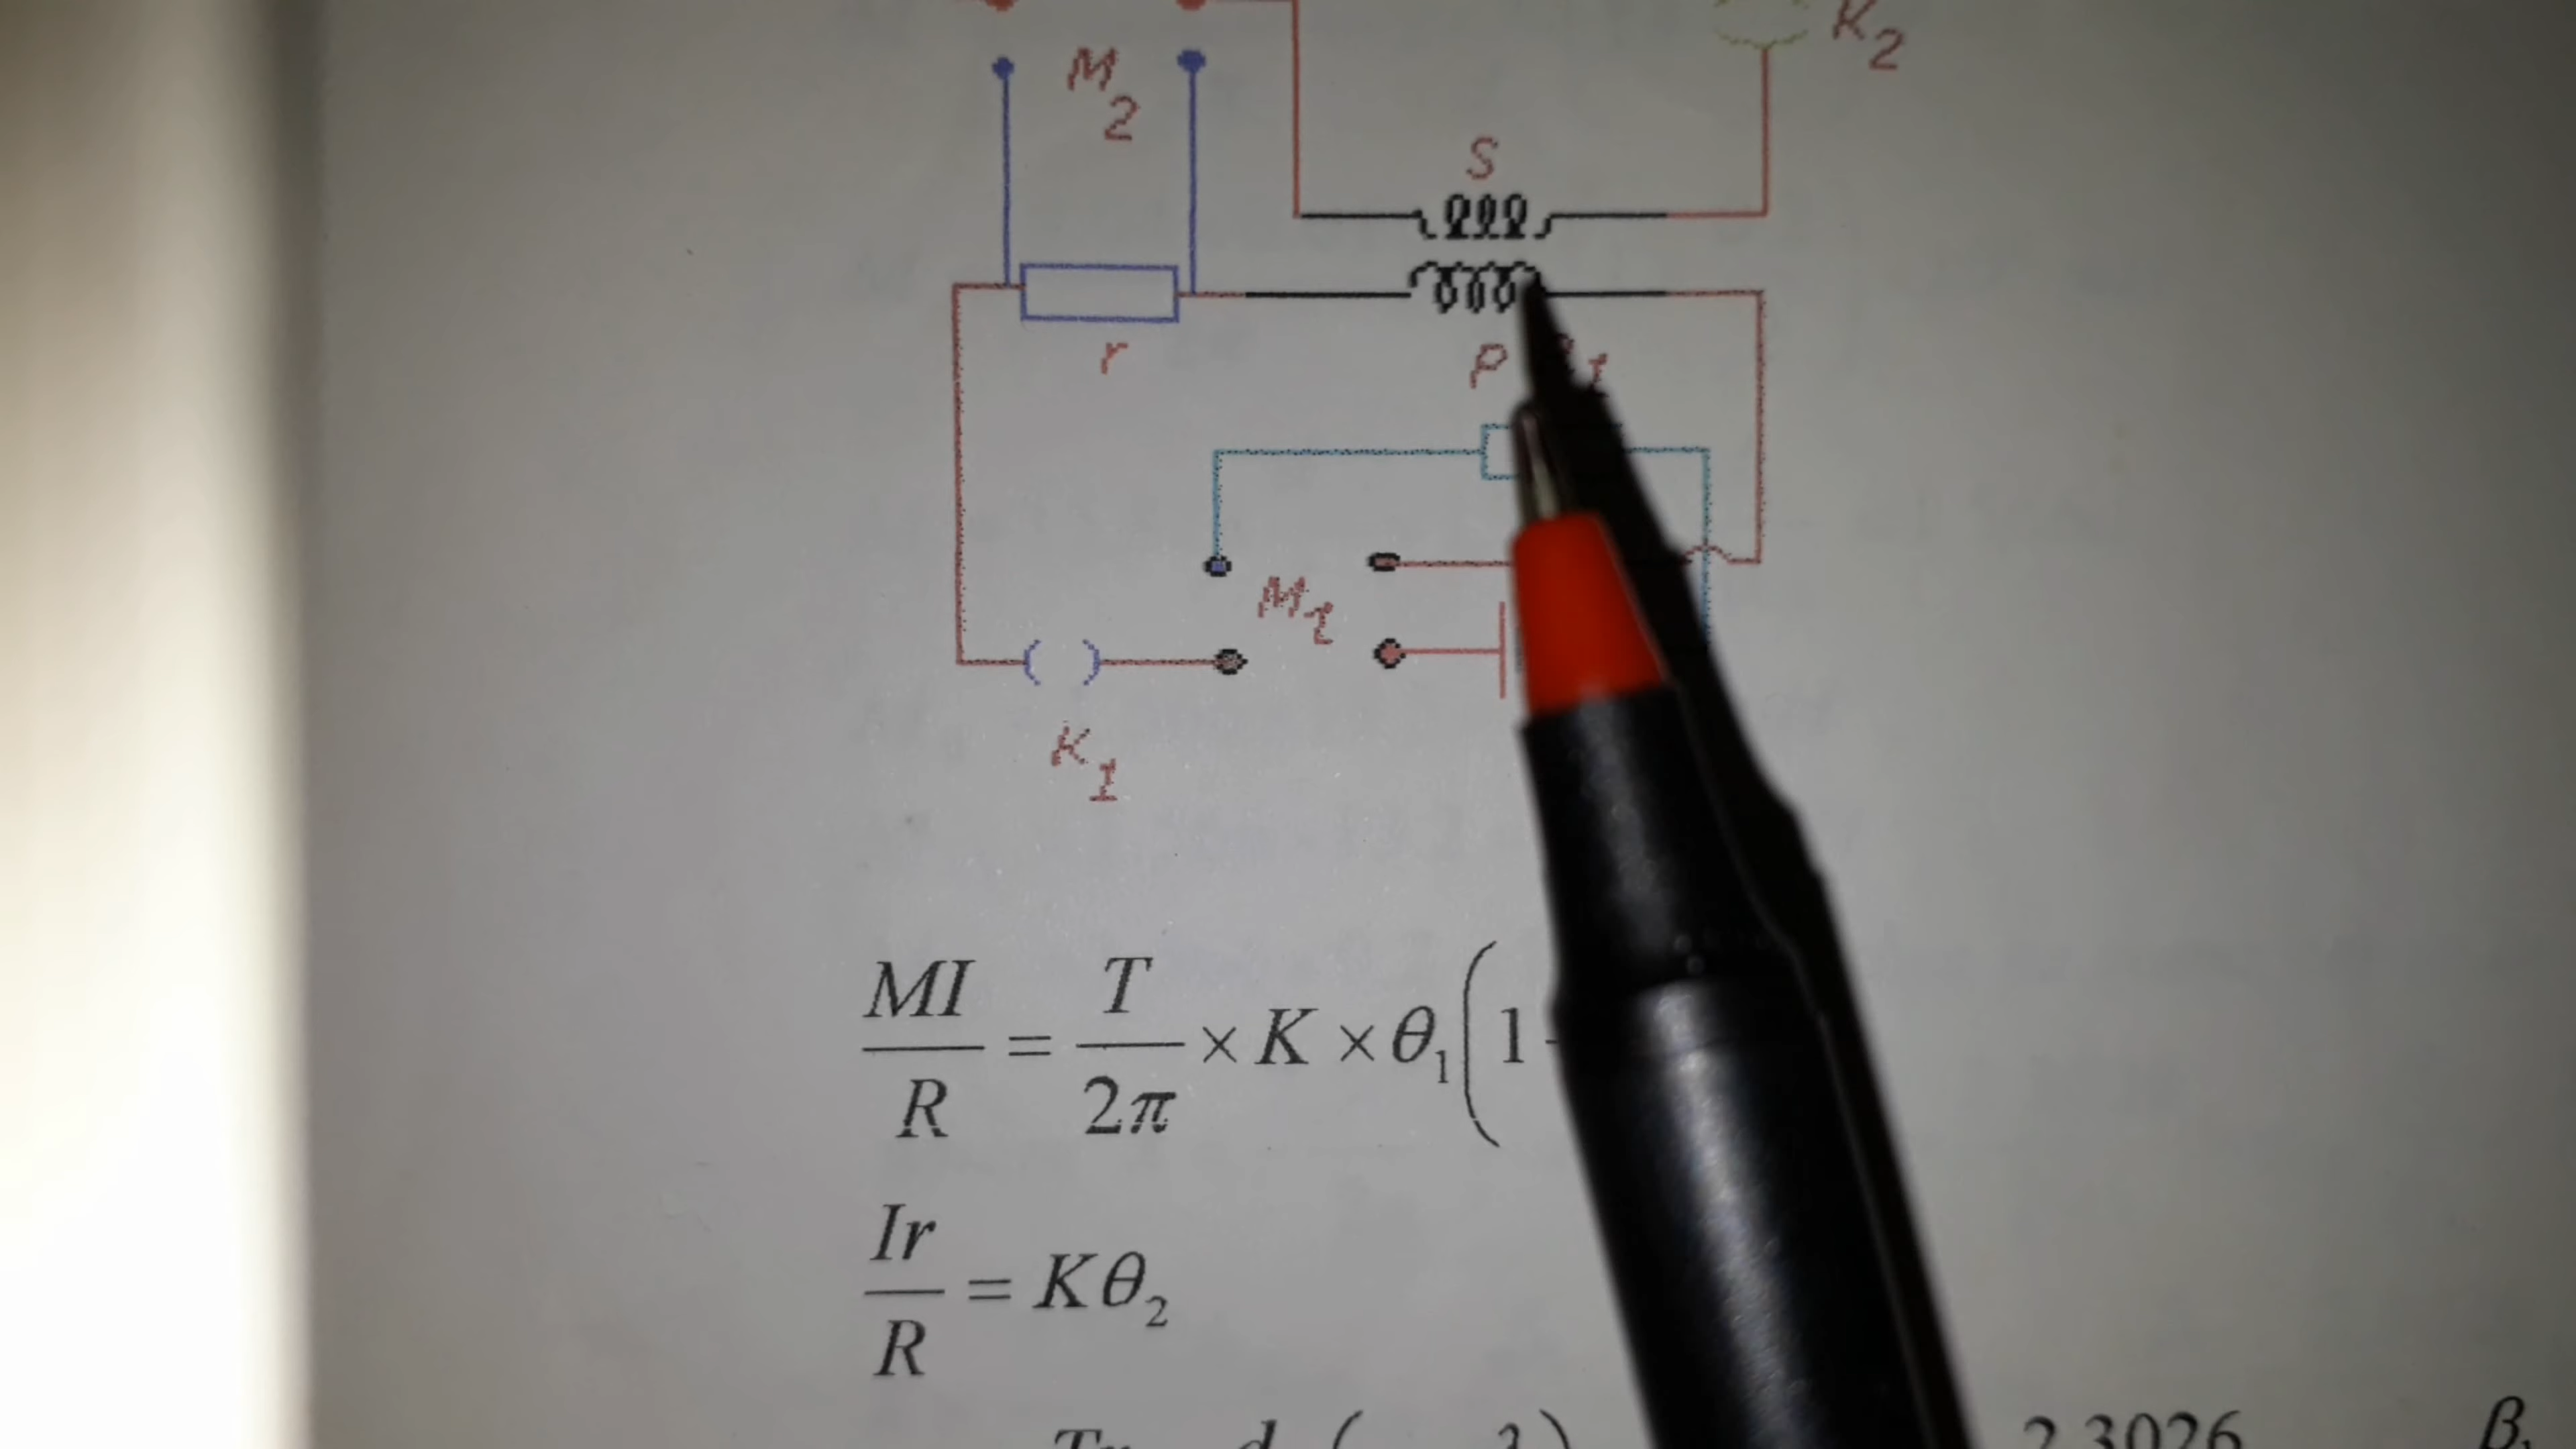 K2
M2
S
r
P
M1
K1
MI/R = T/2π × K × θ₁(1
Ir/R = Kθ₂
2.3026